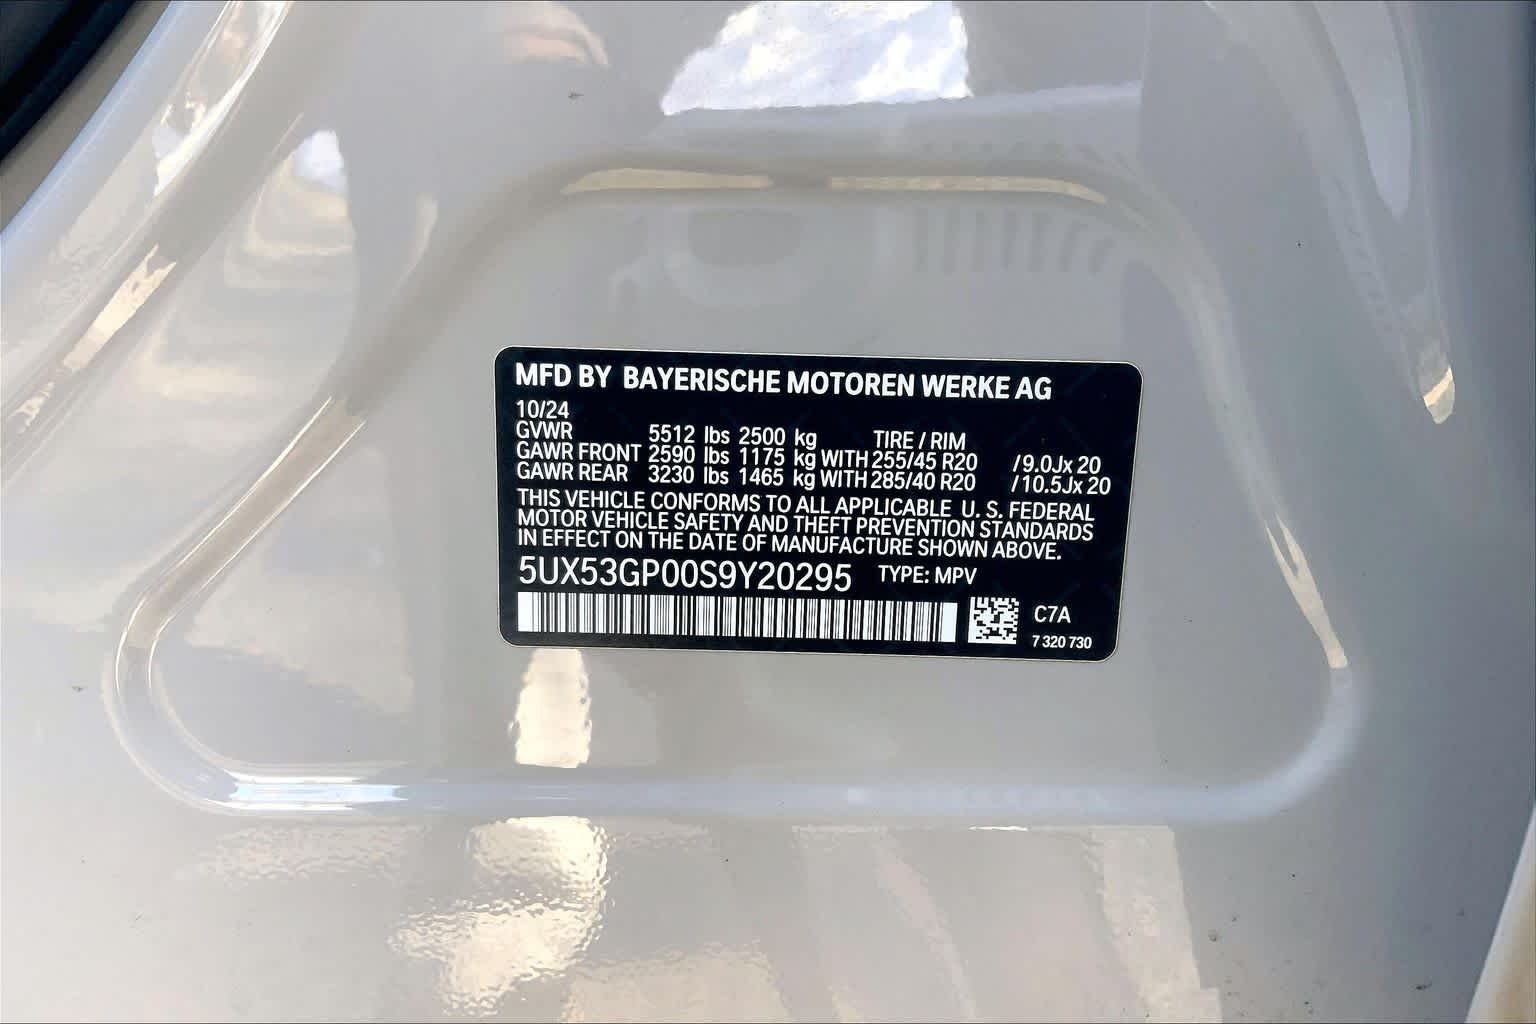 MFD BY BAYERISCHE MOTOREN WERKE AG
10/24
GVWR 5512 lbs 2500 kg TIRE / RIM
GAWR FRONT 2590 lbs 1175 kg WITH 255/45 R20 /9.0Jx 20
GAWR REAR 3230 lbs 1465 kg WITH 285/40 R20 /10.5Jx 20
THIS VEHICLE CONFORMS TO ALL APPLICABLE U. S. FEDERAL
MOTOR VEHICLE SAFETY AND THEFT PREVENTION STANDARDS
IN EFFECT ON THE DATE OF MANUFACTURE SHOWN ABOVE.
5UX53GP00S9Y20295 TYPE: MPV
C7A
7 320 730